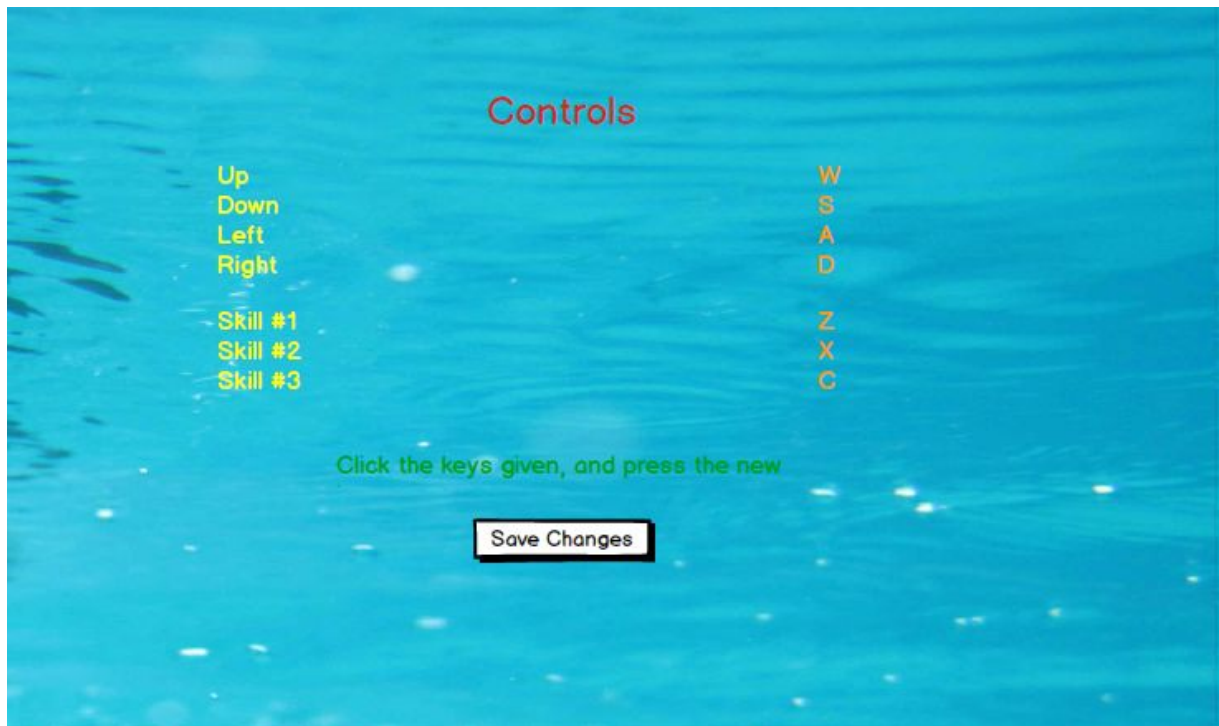 Controls
Up W
Down S
Left A
Right D
Skill #1 Z
Skill #2 X
Skill #3 C
Click the keys given, and press the new
Save Changes